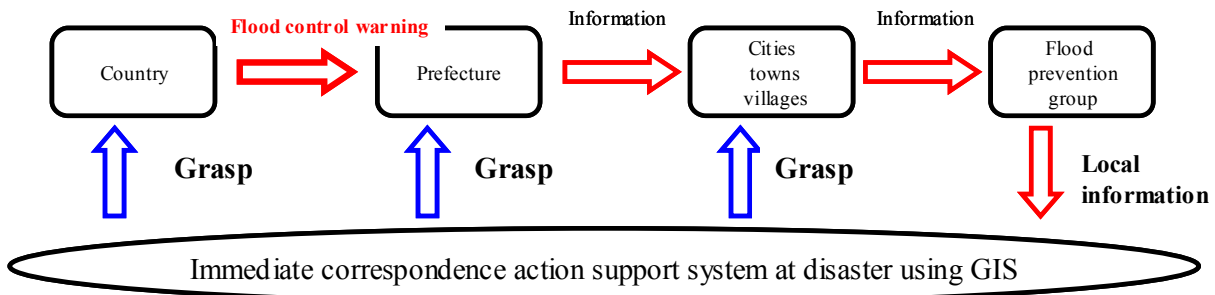 Flood control warning
Information
Information
Country
Prefecture
Cities
towns
villages
Flood
prevention
group
Grasp
Grasp
Grasp
Local
information
Immediate correspondence action support system at disaster using GIS